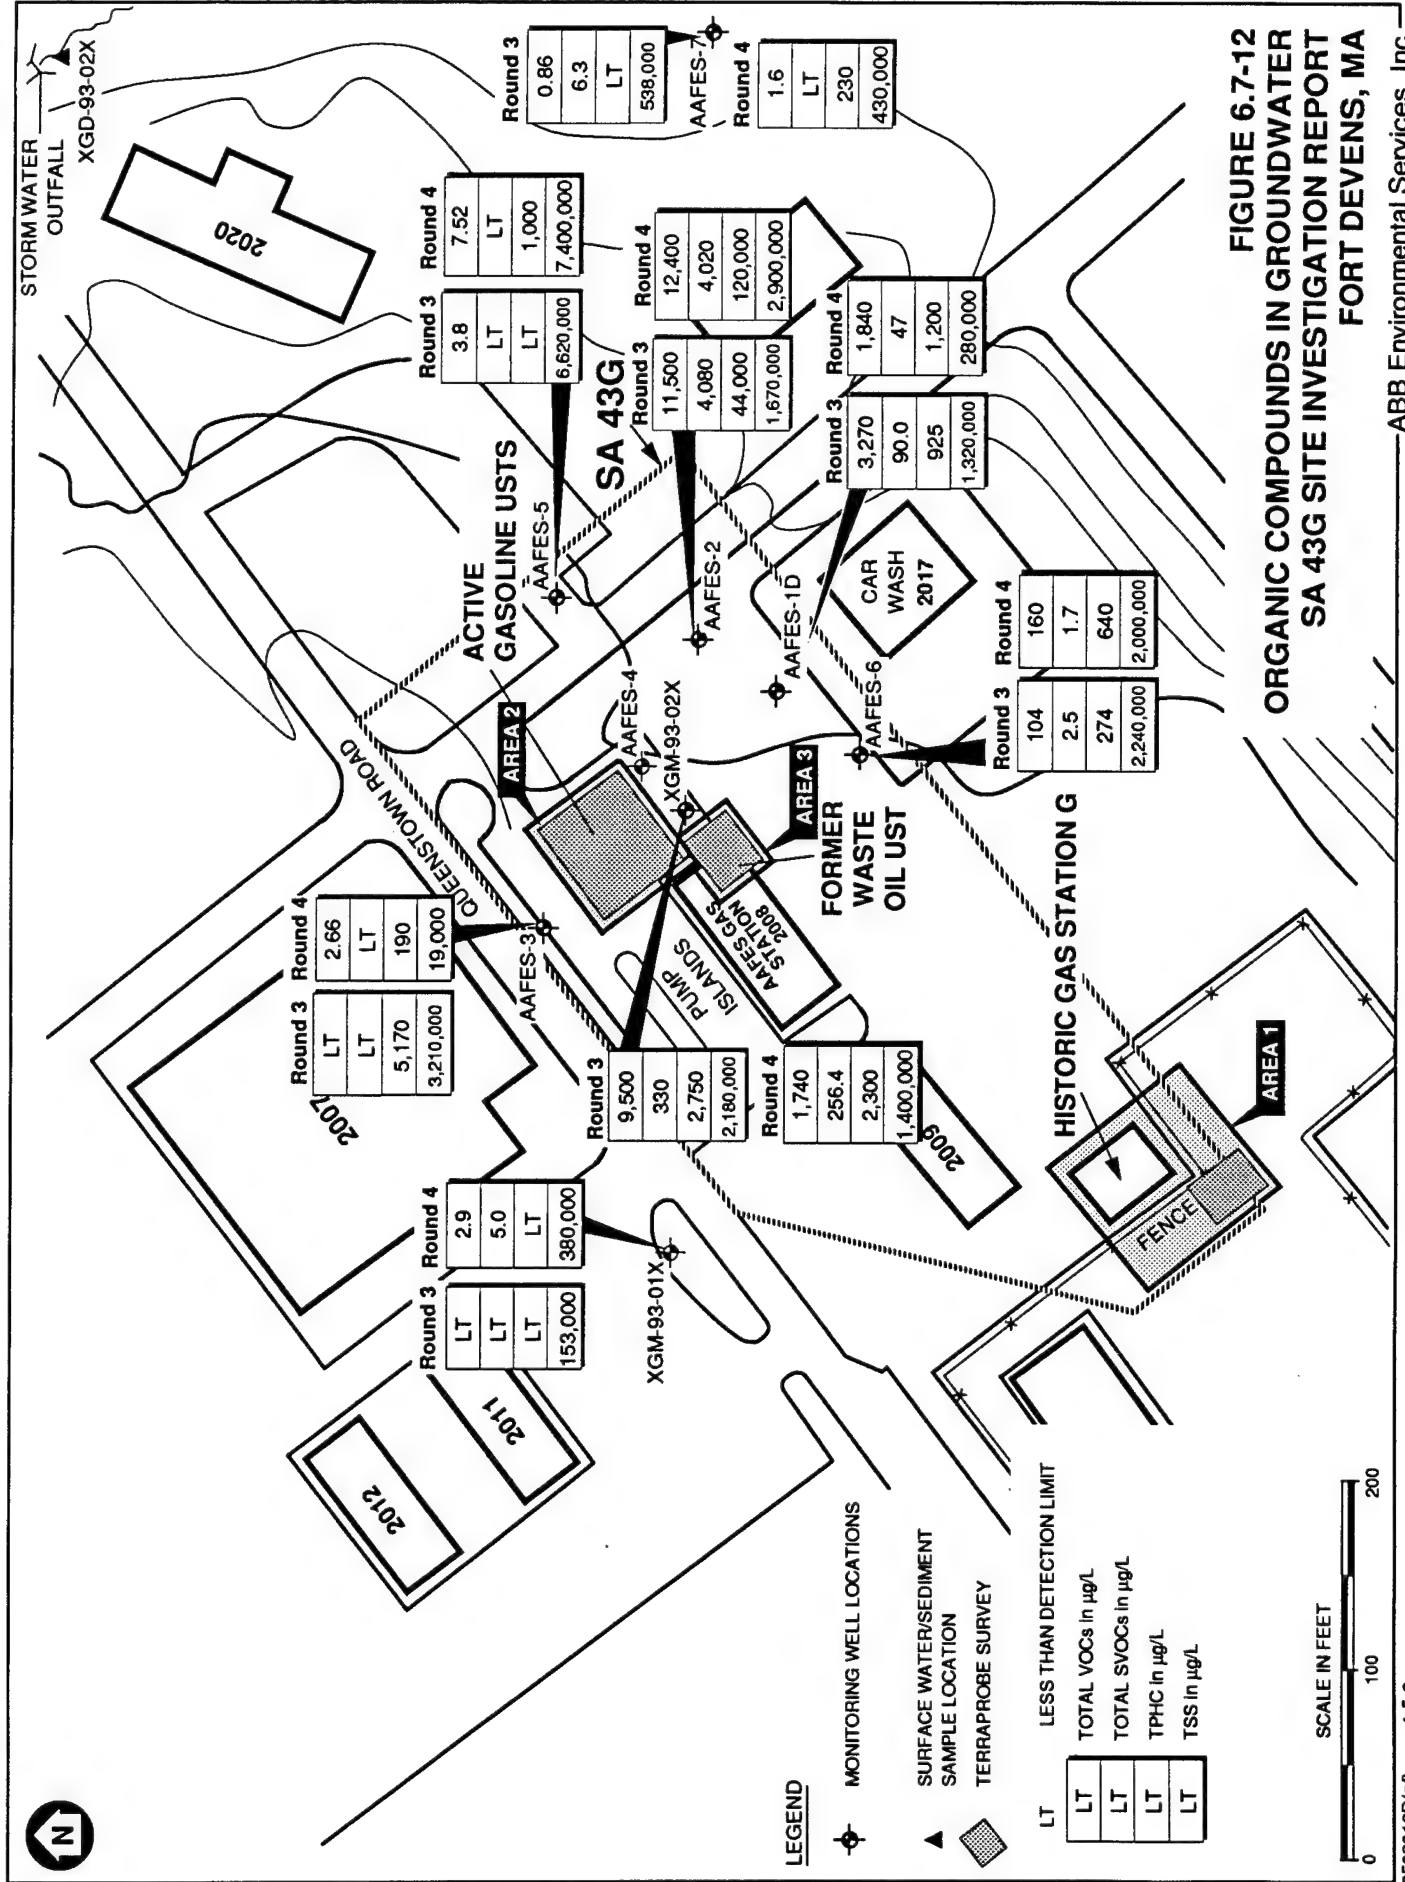 N
STORM WATER
OUTFALL
XGD-93-02X
2020
Round 3
0.86
6.3
LT
538,000
AAFES-7
Round 4
1.6
LT
230
430,000
Round 3
3.8
LT
LT
6,620,000
Round 4
7.52
LT
1,000
7,400,000
AAFES-5
ACTIVE
GASOLINE USTS
SA 43G
Round 3
11,500
4,080
44,000
1,670,000
Round 4
12,400
4,020
120,000
2,900,000
AAFES-2
Round 3
3,270
90.0
925
1,320,000
Round 4
1,840
47
1,200
280,000
AAFES-1D
CAR
WASH
2017
Round 3
104
2.5
274
2,240,000
Round 4
160
1.7
640
2,000,000
AAFES-6
QUEENSTOWN ROAD
AREA 2
AAFES-4
XGM-93-02X
AREA 3
FORMER
WASTE
OIL UST
AAFES GAS
STATION
2008
PUMP
ISLANDS
Round 3
LT
LT
5,170
3,210,000
Round 4
2.66
LT
190
19,000
AAFES-3
2007
Round 3
9,500
330
2,750
2,180,000
Round 4
1,740
256.4
2,300
1,400,000
2009
Round 3
LT
LT
LT
153,000
Round 4
2.9
5.0
LT
380,000
XGM-93-01X
2011
2012
HISTORIC GAS STATION G
AREA 1
FENCE
LEGEND
MONITORING WELL LOCATIONS
SURFACE WATER/SEDIMENT
SAMPLE LOCATION
TERRAPROBE SURVEY
LT LESS THAN DETECTION LIMIT
LT TOTAL VOCs in µg/L
LT TOTAL SVOCs in µg/L
LT TPHC in µg/L
LT TSS in µg/L
SCALE IN FEET
0 100 200
FIGURE 6.7-12
ORGANIC COMPOUNDS IN GROUNDWATER
SA 43G SITE INVESTIGATION REPORT
FORT DEVENS, MA
ABB Environmental Services, Inc.